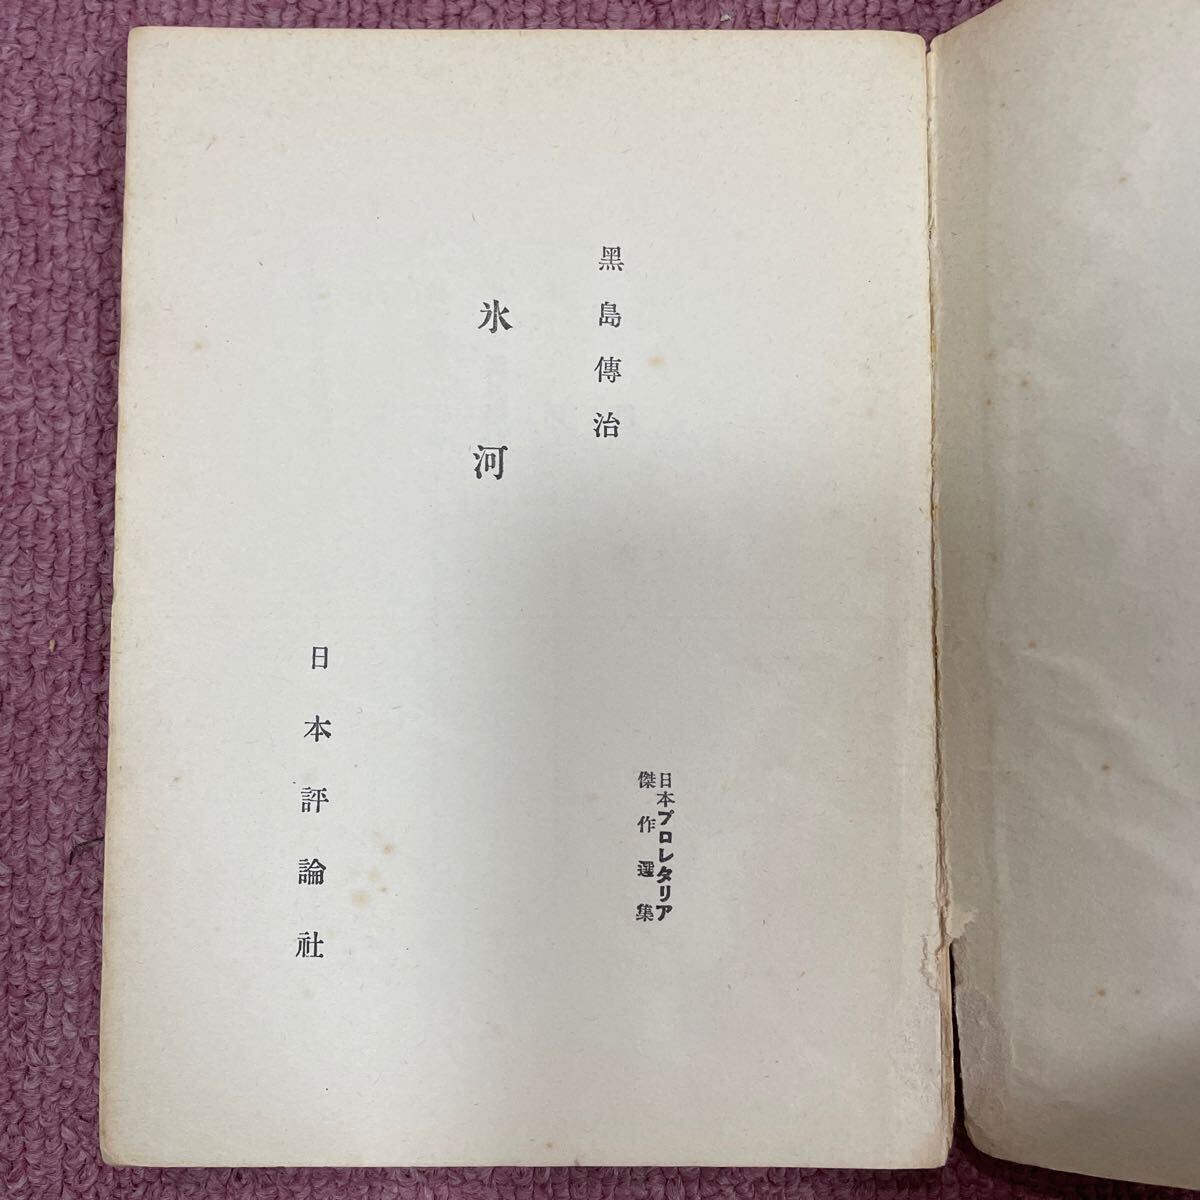 日本プロレタリア
傑作選集
黑島傳治
氷河
日本評論社